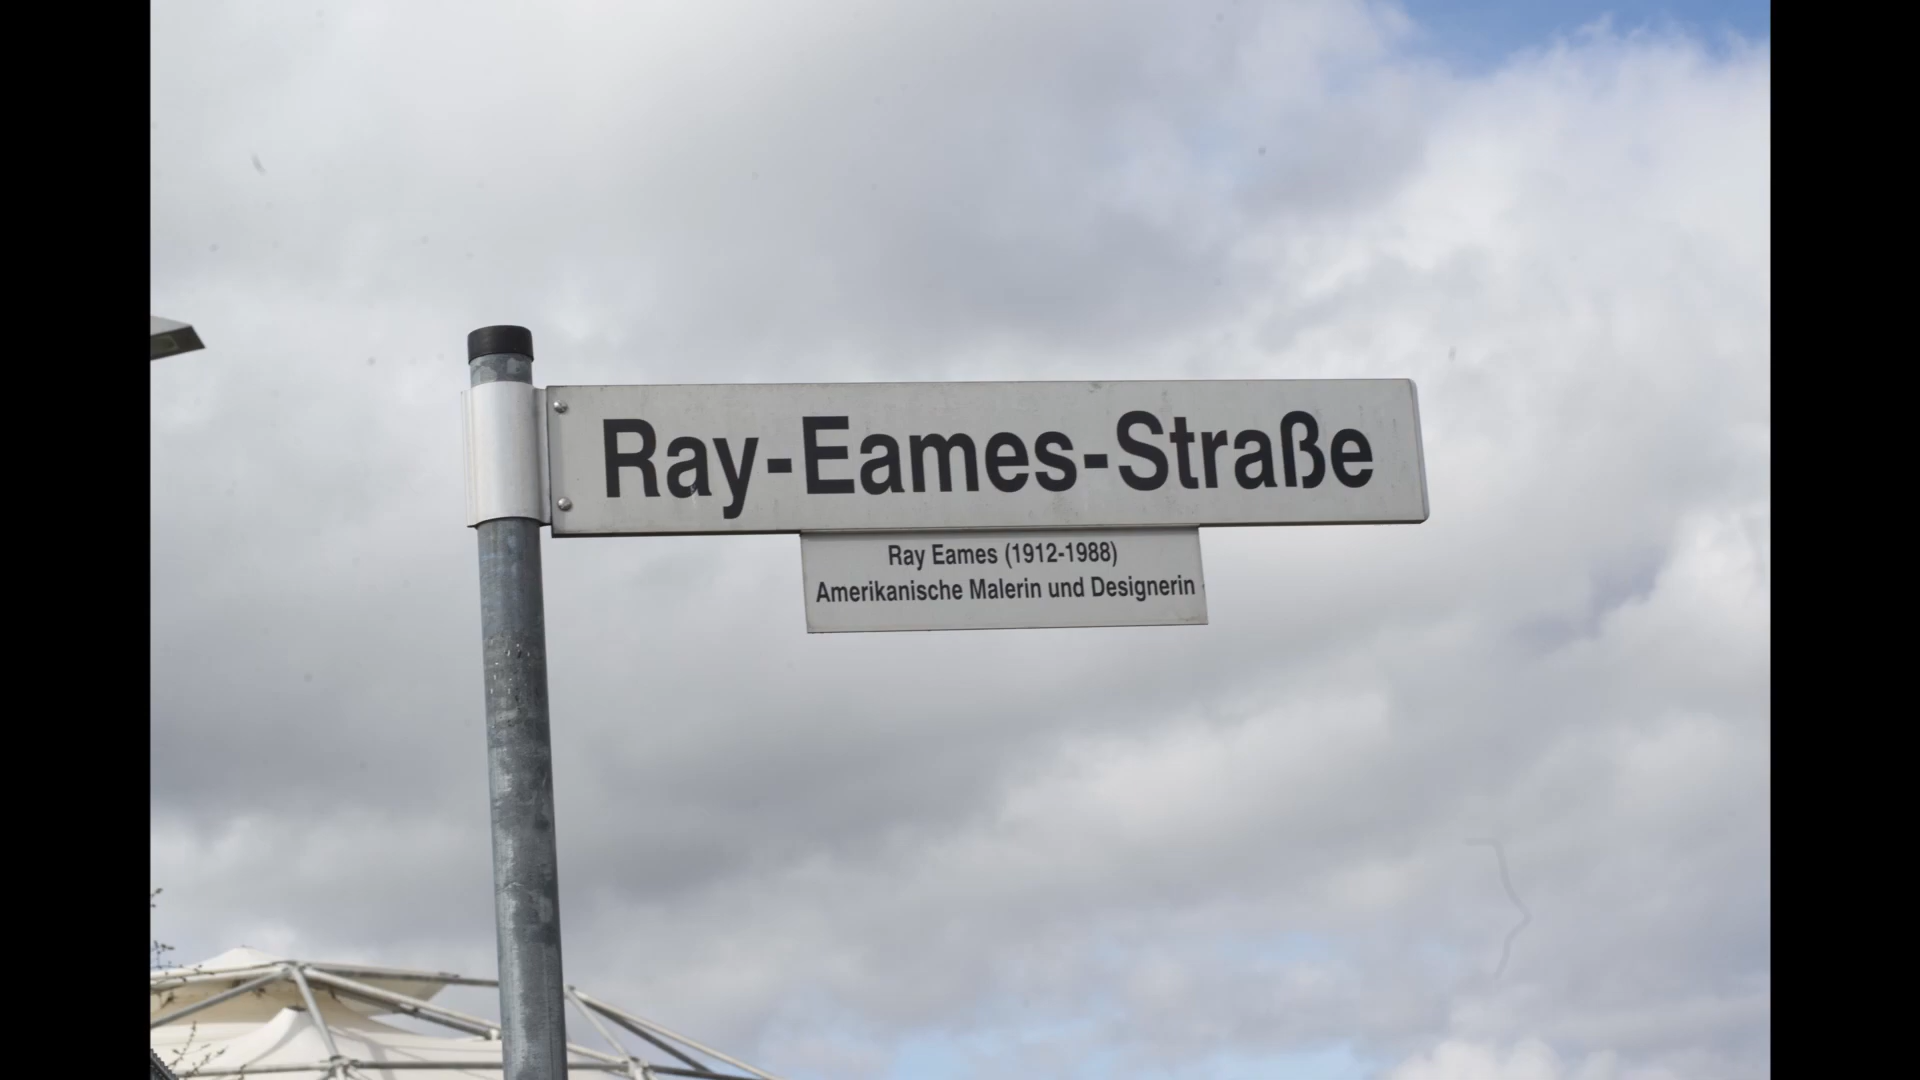 Ray-Eames-Straße
Ray Eames (1912-1988)
Amerikanische Malerin und Designerin